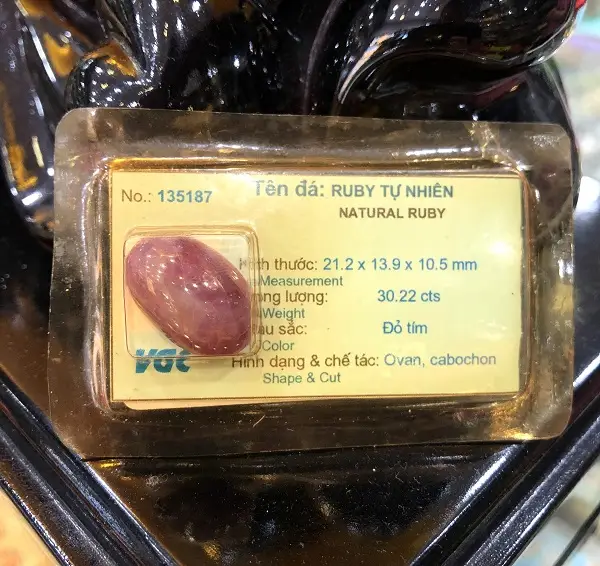 No.: 135187
Tên đá: RUBY TỰ NHIÊN
NATURAL RUBY
thước: 21.2 x 13.9 x 10.5 mm
Measurement
lượng: 30.22 cts
Weight
sắc: Đỏ tím
Color
Hình dạng & chế tác: Ovan, cabochon
Shape & Cut
VGC